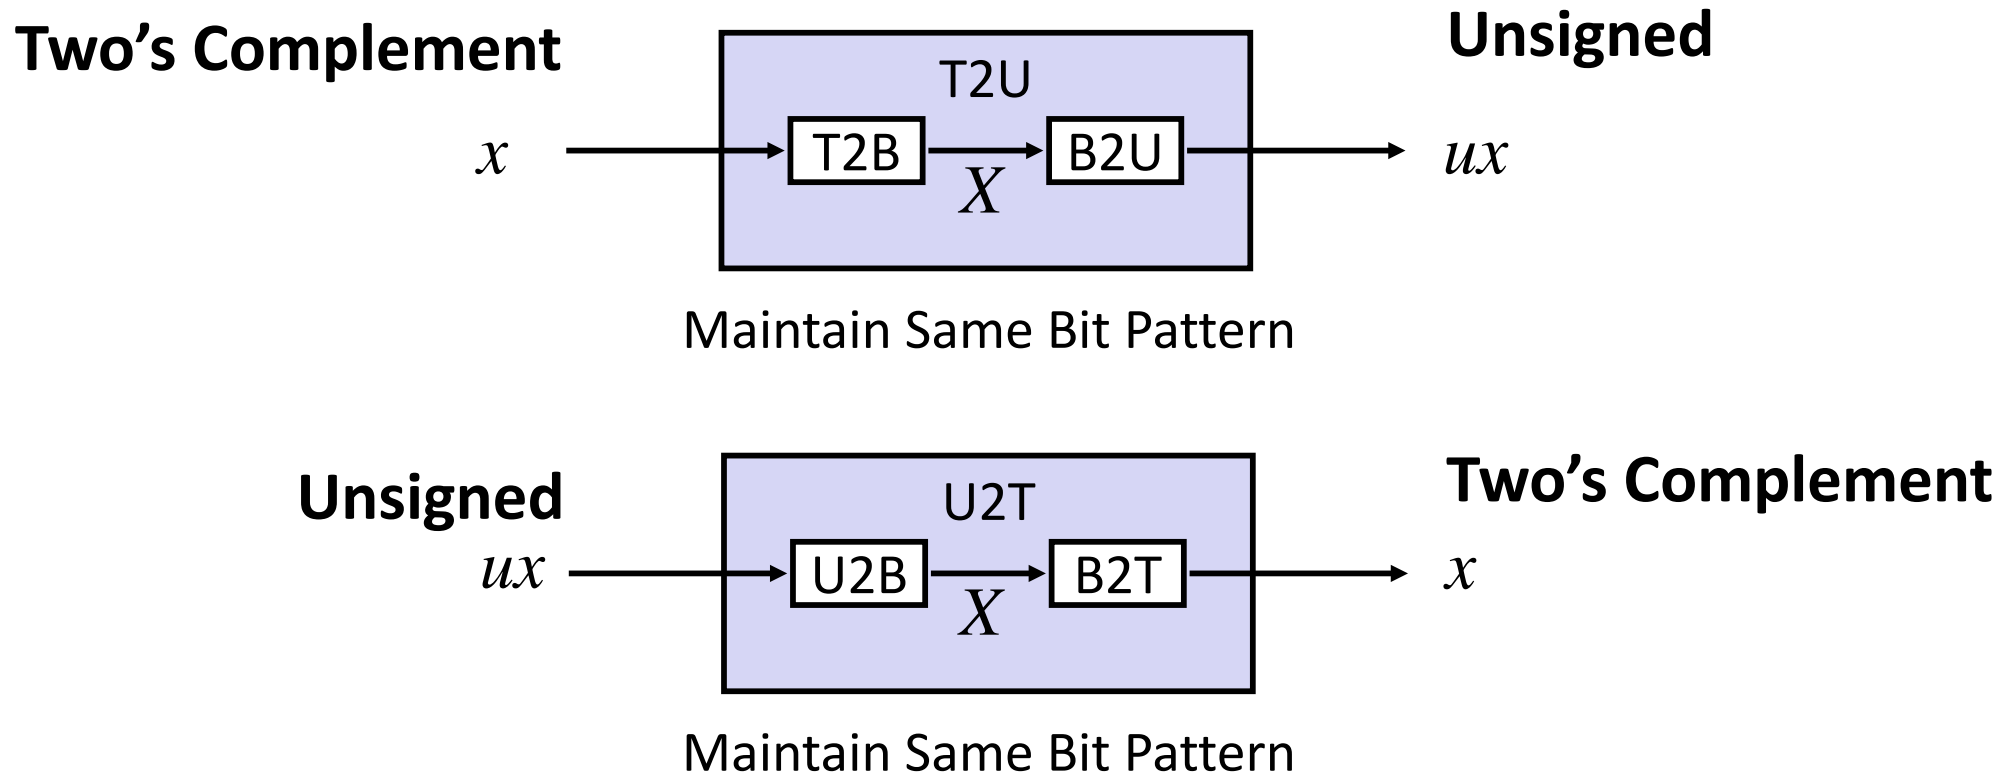 Two’s Complement
Unsigned
T2U
x
T2B
X
B2U
ux
Maintain Same Bit Pattern
Unsigned
Two’s Complement
U2T
ux
U2B
X
B2T
x
Maintain Same Bit Pattern